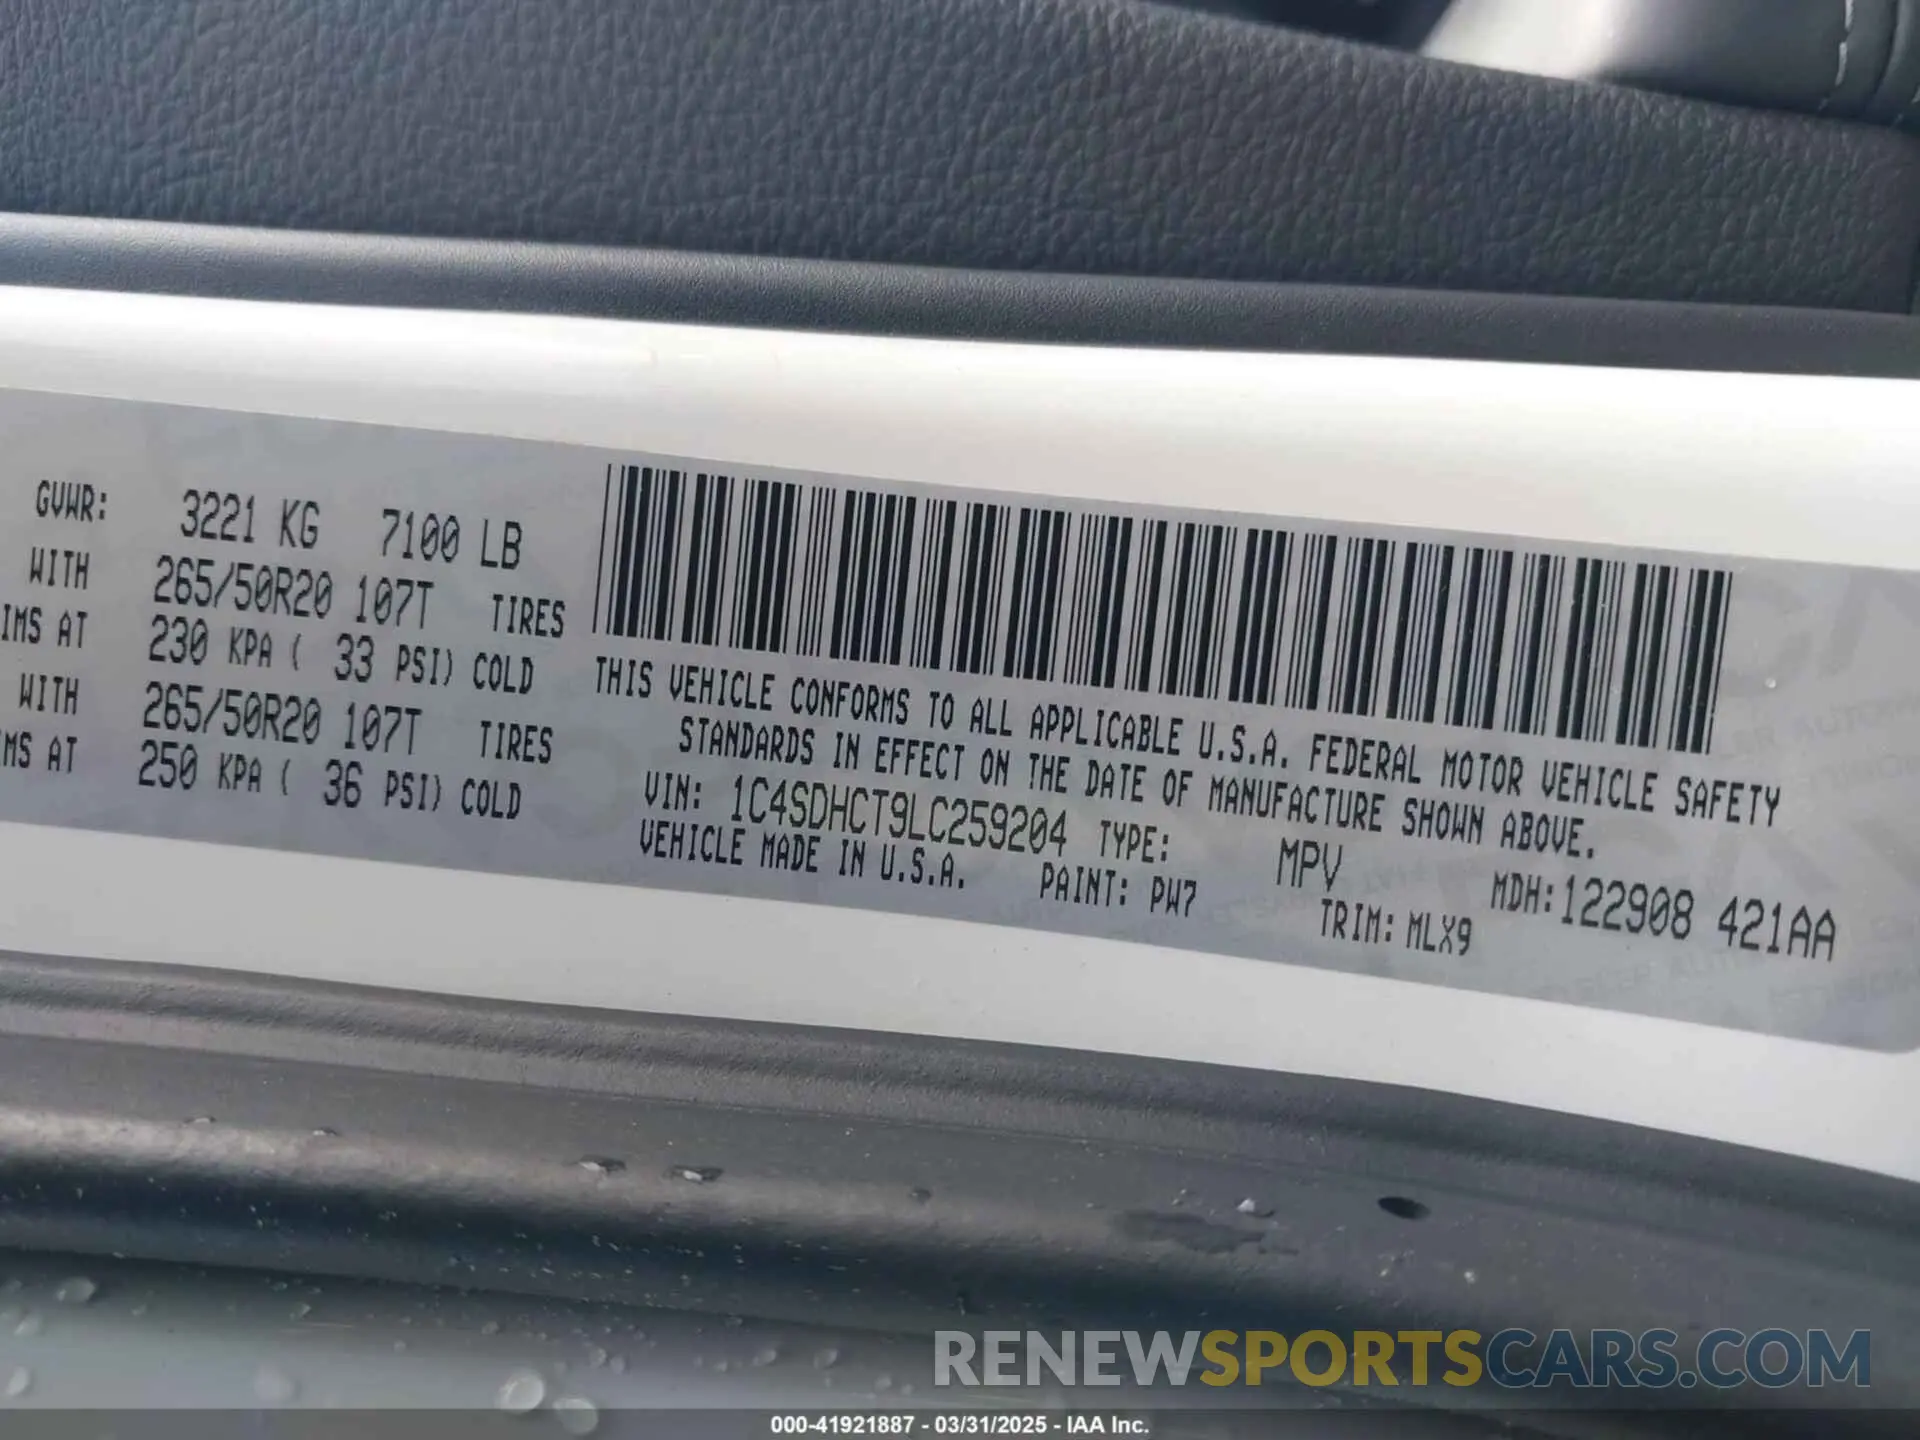 GVWR: 3221 KG 7100 LB
WITH 265/50R20 107T TIRES
IMS AT 230 KPA ( 33 PSI) COLD
WITH 265/50R20 107T TIRES
MS AT 250 KPA ( 36 PSI) COLD
THIS VEHICLE CONFORMS TO ALL APPLICABLE U.S.A. FEDERAL MOTOR VEHICLE SAFETY
STANDARDS IN EFFECT ON THE DATE OF MANUFACTURE SHOWN ABOVE.
VIN: 1C4SDHCT9LC259204 TYPE: MPV MDH:122908 421AA
VEHICLE MADE IN U.S.A. PAINT: PW7 TRIM: MLX9
RENEWSPORTSCARS.COM
000-41921887 - 03/31/2025 - IAA Inc.